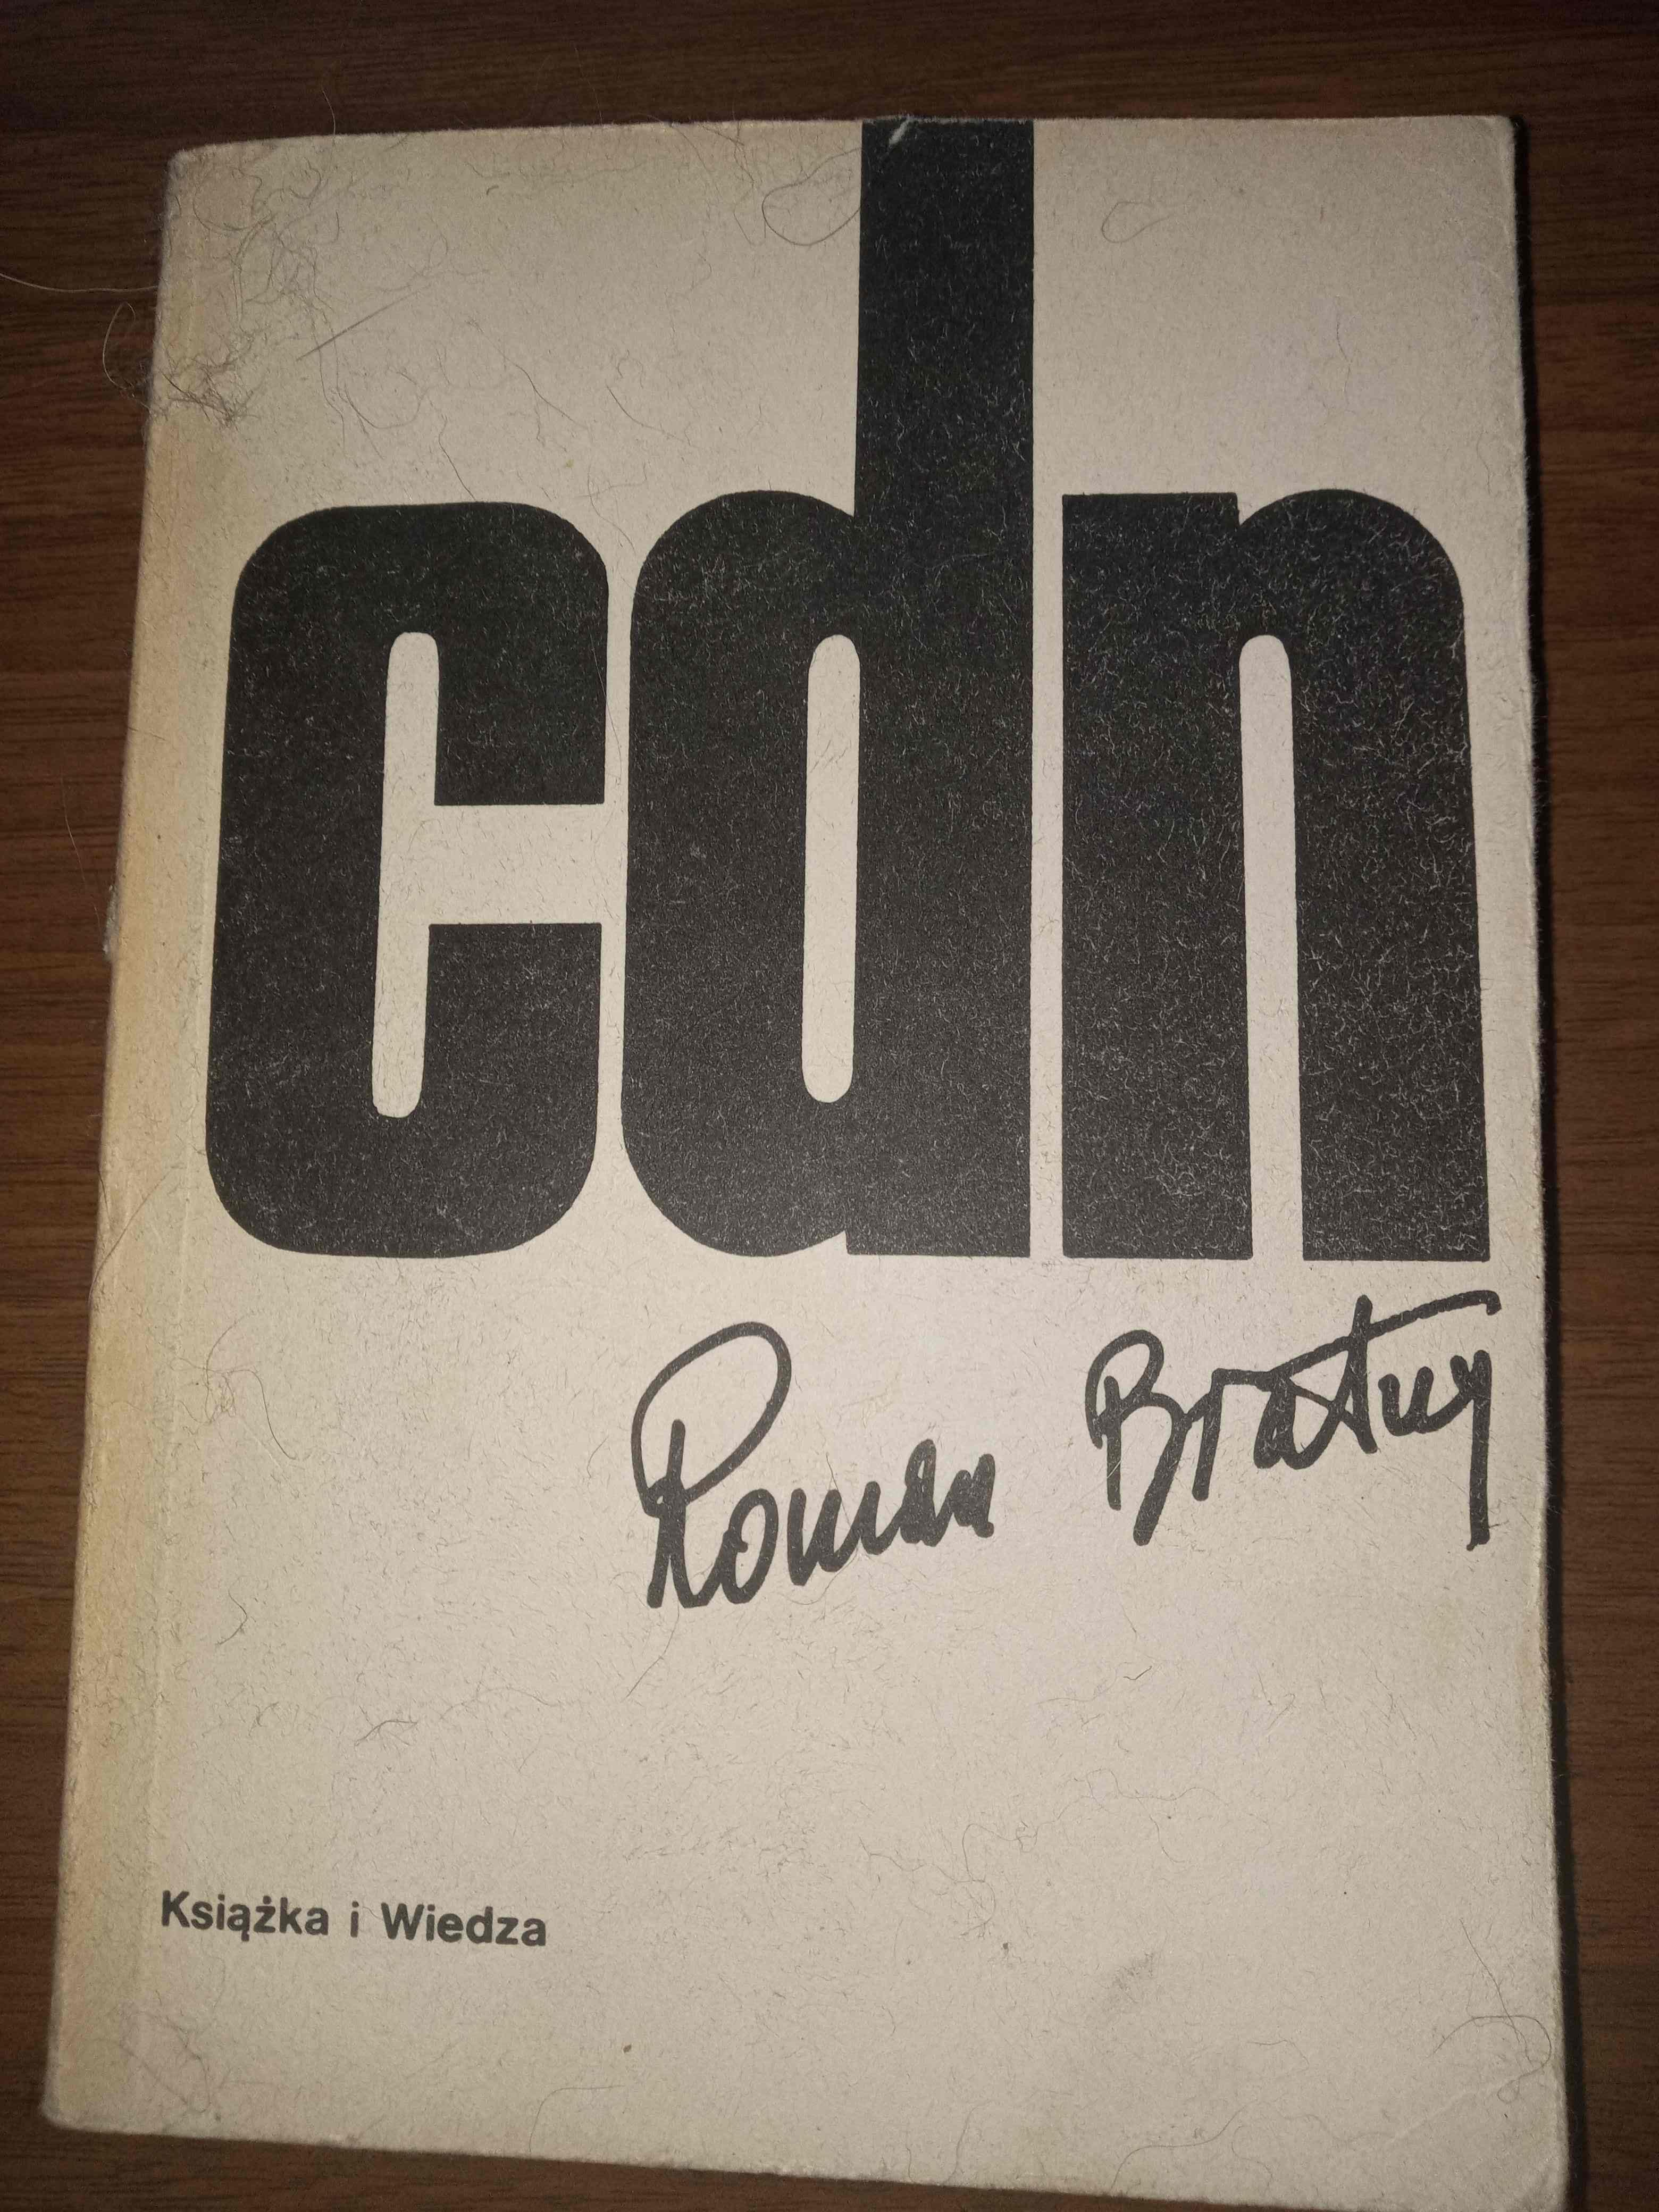 cdn
Roman Bratny
Książka i Wiedza